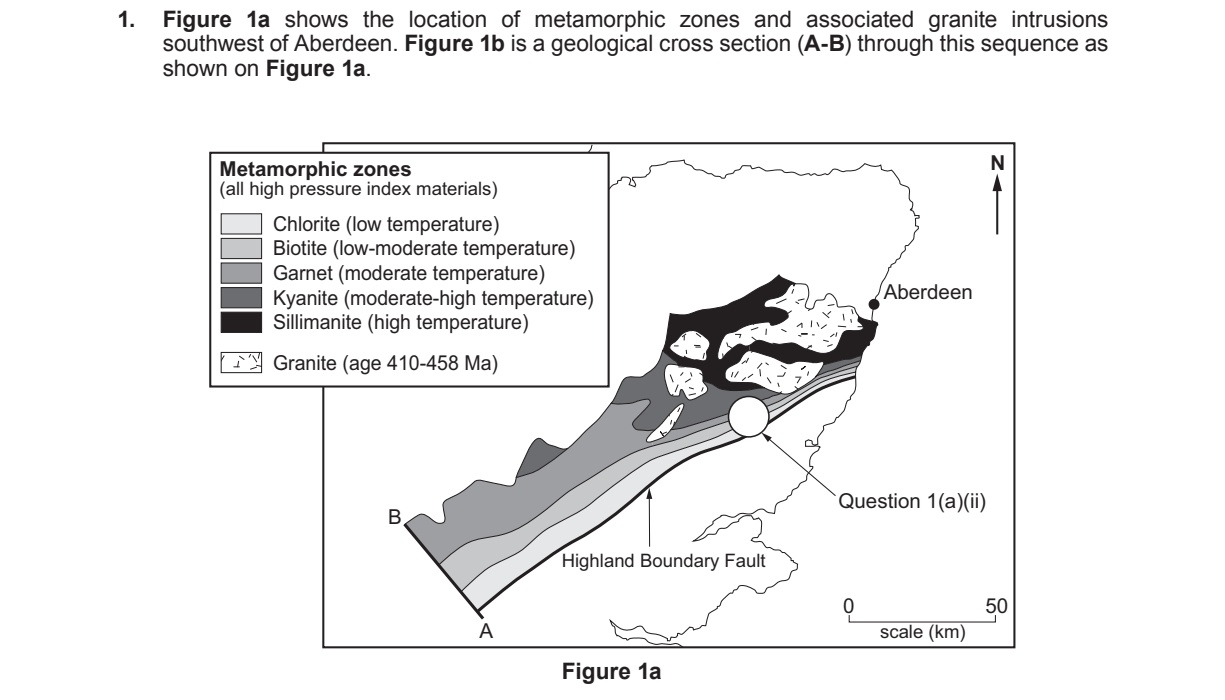 1. Figure 1a shows the location of metamorphic zones and associated granite intrusions
southwest of Aberdeen. Figure 1b is a geological cross section (A-B) through this sequence as
shown on Figure 1a.
Metamorphic zones
(all high pressure index materials)
Chlorite (low temperature)
Biotite (low-moderate temperature)
Garnet (moderate temperature)
Kyanite (moderate-high temperature)
Sillimanite (high temperature)
Granite (age 410-458 Ma)
N
Aberdeen
Question 1(a)(ii)
B
Highland Boundary Fault
A
0 50
scale (km)
Figure 1a